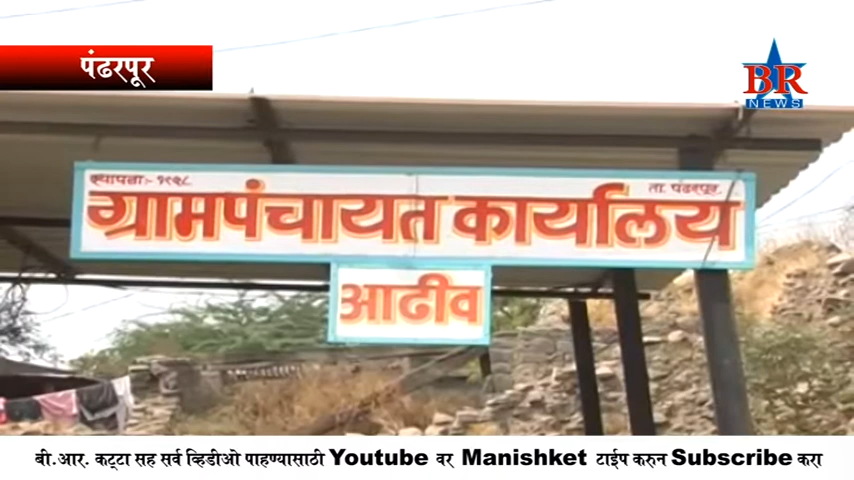 पंढरपूर
BR
NEWS
स्थापना:- १९५८
ता. पंढरपूर.
ग्रामपंचायत कार्यालय
आढीव
बी.आर. कट्टा सह सर्व व्हिडीओ पाहण्यासाठी Youtube वर Manishket टाईप करुन Subscribe करा